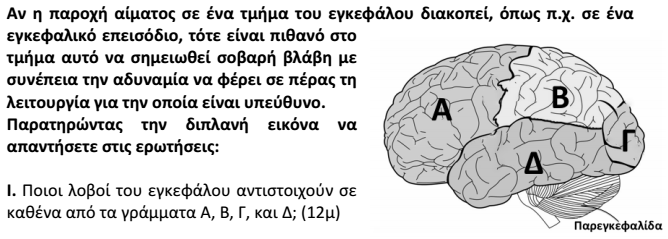 Αν η παροχή αίματος σε ένα τμήμα του εγκεφάλου διακοπεί, όπως π.χ. σε ένα
εγκεφαλικό επεισόδιο, τότε είναι πιθανό στο
τμήμα αυτό να σημειωθεί σοβαρή βλάβη με
συνέπεια την αδυναμία να φέρει σε πέρας τη
λειτουργία για την οποία είναι υπεύθυνο.
Παρατηρώντας την διπλανή εικόνα να
απαντήσετε στις ερωτήσεις:
Ι. Ποιοι λοβοί του εγκεφάλου αντιστοιχούν σε
καθένα από τα γράμματα Α, Β, Γ, και Δ; (12μ)
Α
Β
Γ
Δ
Παρεγκεφαλίδα